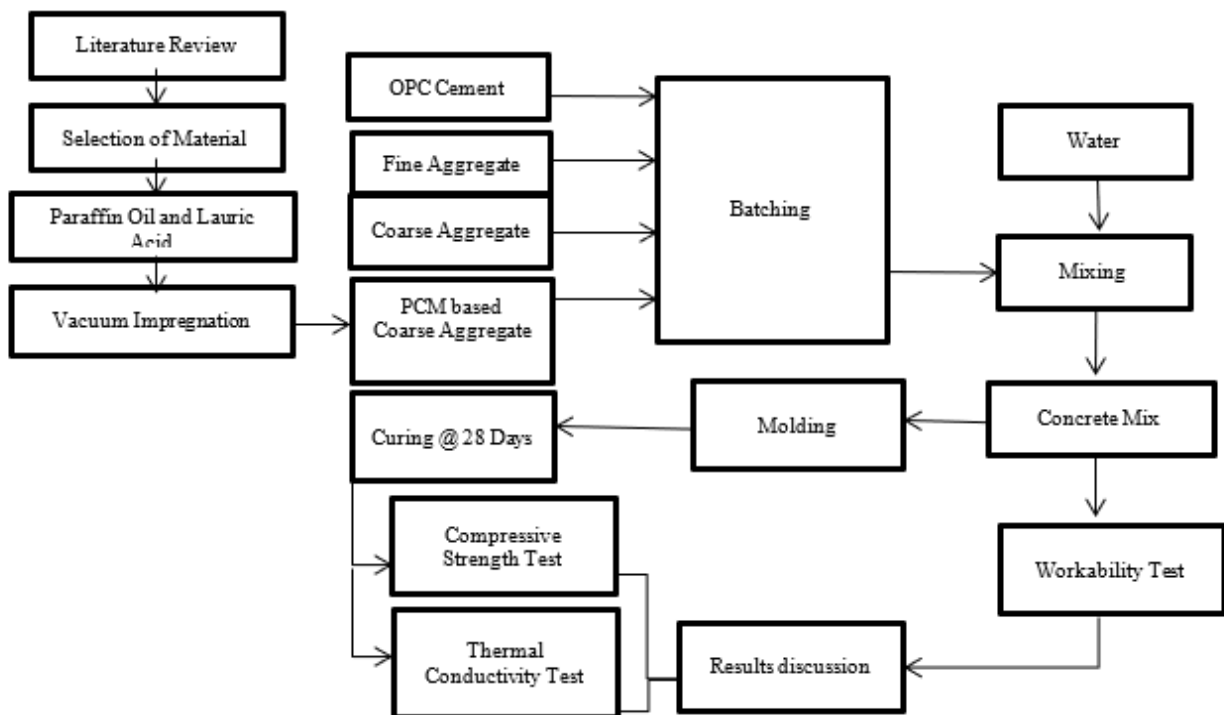 Literature Review
Selection of Material
Paraffin Oil and Lauric
Acid
Vacuum Impregnation
OPC Cement
Fine Aggregate
Coarse Aggregate
PCM based
Coarse Aggregate
Batching
Water
Mixing
Concrete Mix
Molding
Curing @ 28 Days
Compressive
Strength Test
Thermal
Conductivity Test
Workability Test
Results discussion